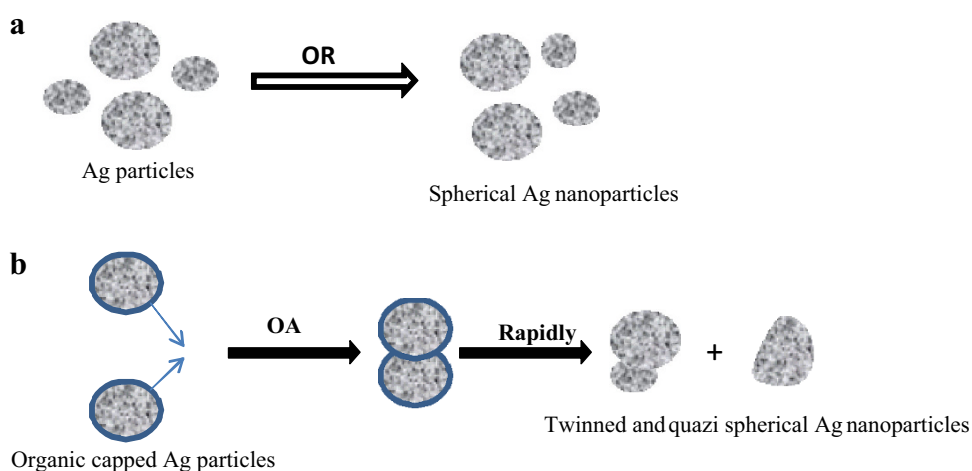 a
OR
Ag particles
Spherical Ag nanoparticles
b
OA
Rapidly
+
Twinned and quazi spherical Ag nanoparticles
Organic capped Ag particles